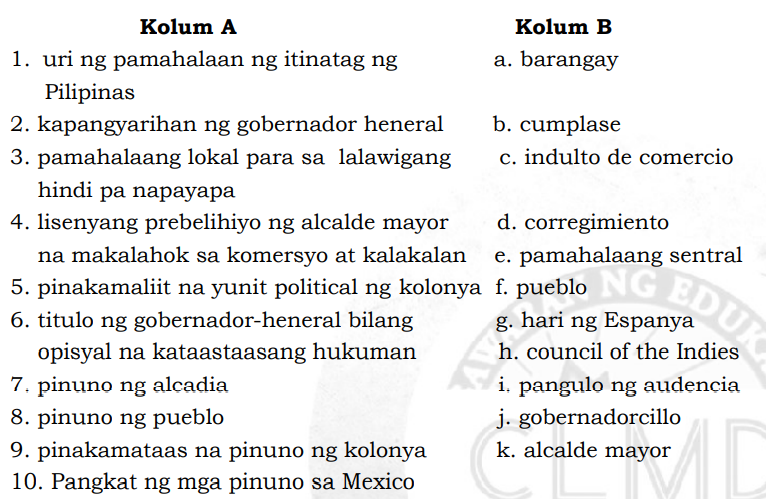 Kolum A Kolum B
1. uri ng pamahalaan ng itinatag ng a. barangay
Pilipinas
2. kapangyarihan ng gobernador heneral b. cumplase
3. pamahalaang lokal para sa lalawigang c. indulto de comercio
hindi pa napayapa
4. lisenyang prebelihiyo ng alcalde mayor d. corregimiento
na makalahok sa komersyo at kalakalan e. pamahalaang sentral
5. pinakamaliit na yunit political ng kolonya f. pueblo
6. titulo ng gobernador-heneral bilang g. hari ng Espanya
opisyal na kataastaasang hukuman h. council of the Indies
7. pinuno ng alcadia i. pangulo ng audencia
8. pinuno ng pueblo j. gobernadorcillo
9. pinakamataas na pinuno ng kolonya k. alcalde mayor
10. Pangkat ng mga pinuno sa Mexico
NG EDUK
CLMD